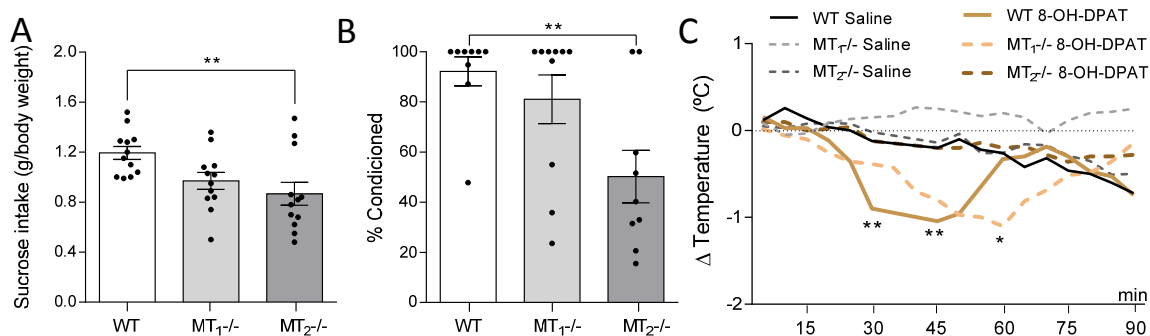 A
Sucrose intake (g/body weight)
2.0
1.6
1.2
0.8
0.4
0.0
**
WT
MT₁-/-
MT₂-/-
B
% Condicioned
100
80
60
40
20
0
**
WT
MT₁-/-
MT₂-/-
C
WT Saline
MT₁-/- Saline
MT₂-/- Saline
WT 8-OH-DPAT
MT₁-/- 8-OH-DPAT
MT₂-/- 8-OH-DPAT
Δ Temperature (ºC)
1
0
-1
-2
**
**
*
min
15
30
45
60
75
90